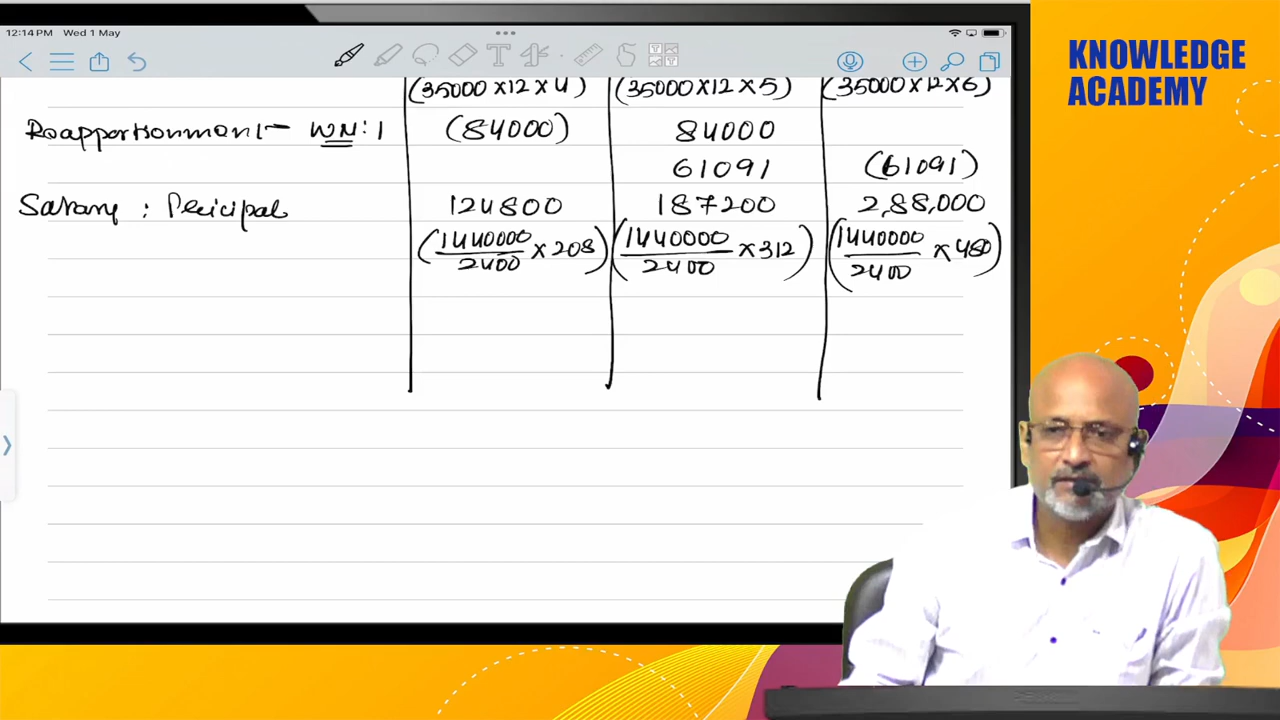 12:14 PM Wed 1 May
KNOWLEDGE
ACADEMY
(35000 × 12 × 4) (35000 × 12 × 5) (35000 × 12 × 6)
Reapportionment - WN: 1 (84000) 84000
61091 (61091)
Salary : Pricipal 124800 187200 2,88,000
(1440000/2400 × 208) (1440000/2400 × 312) (1440000/2400 × 480)